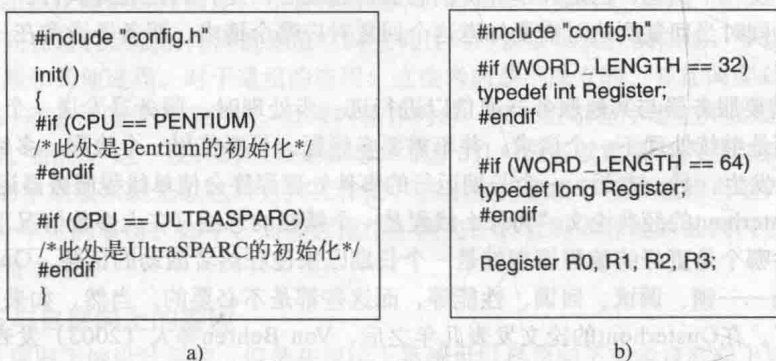 #include "config.h"
init( )
{
#if (CPU == PENTIUM)
/*此处是Pentium的初始化*/
#endif
#if (CPU == ULTRASPARC)
/*此处是UltraSPARC的初始化*/
#endif
}
a)
#include "config.h"
#if (WORD_LENGTH == 32)
typedef int Register;
#endif
#if (WORD_LENGTH == 64)
typedef long Register;
#endif
Register R0, R1, R2, R3;
b)